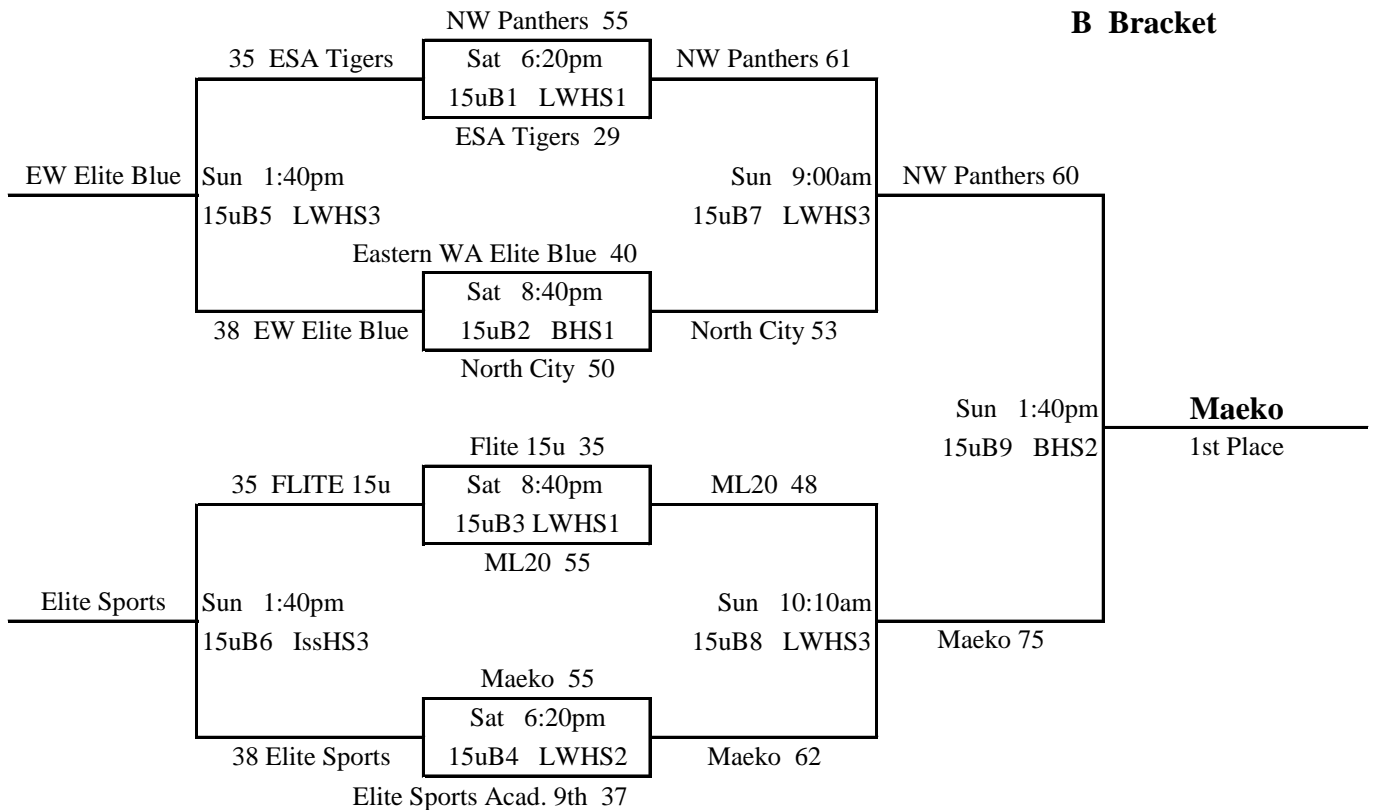 NW Panthers 55
B Bracket
35 ESA Tigers
Sat 6:20pm
NW Panthers 61
15uB1 LWHS1
ESA Tigers 29
EW Elite Blue
Sun 1:40pm
Sun 9:00am
NW Panthers 60
15uB5 LWHS3
15uB7 LWHS3
Eastern WA Elite Blue 40
Sat 8:40pm
38 EW Elite Blue
15uB2 BHS1
North City 53
North City 50
Sun 1:40pm
Maeko
15uB9 BHS2
1st Place
Flite 15u 35
35 FLITE 15u
Sat 8:40pm
ML20 48
15uB3 LWHS1
ML20 55
Elite Sports
Sun 1:40pm
Sun 10:10am
15uB6 IssHS3
15uB8 LWHS3
Maeko 75
Maeko 55
Sat 6:20pm
38 Elite Sports
15uB4 LWHS2
Maeko 62
Elite Sports Acad. 9th 37